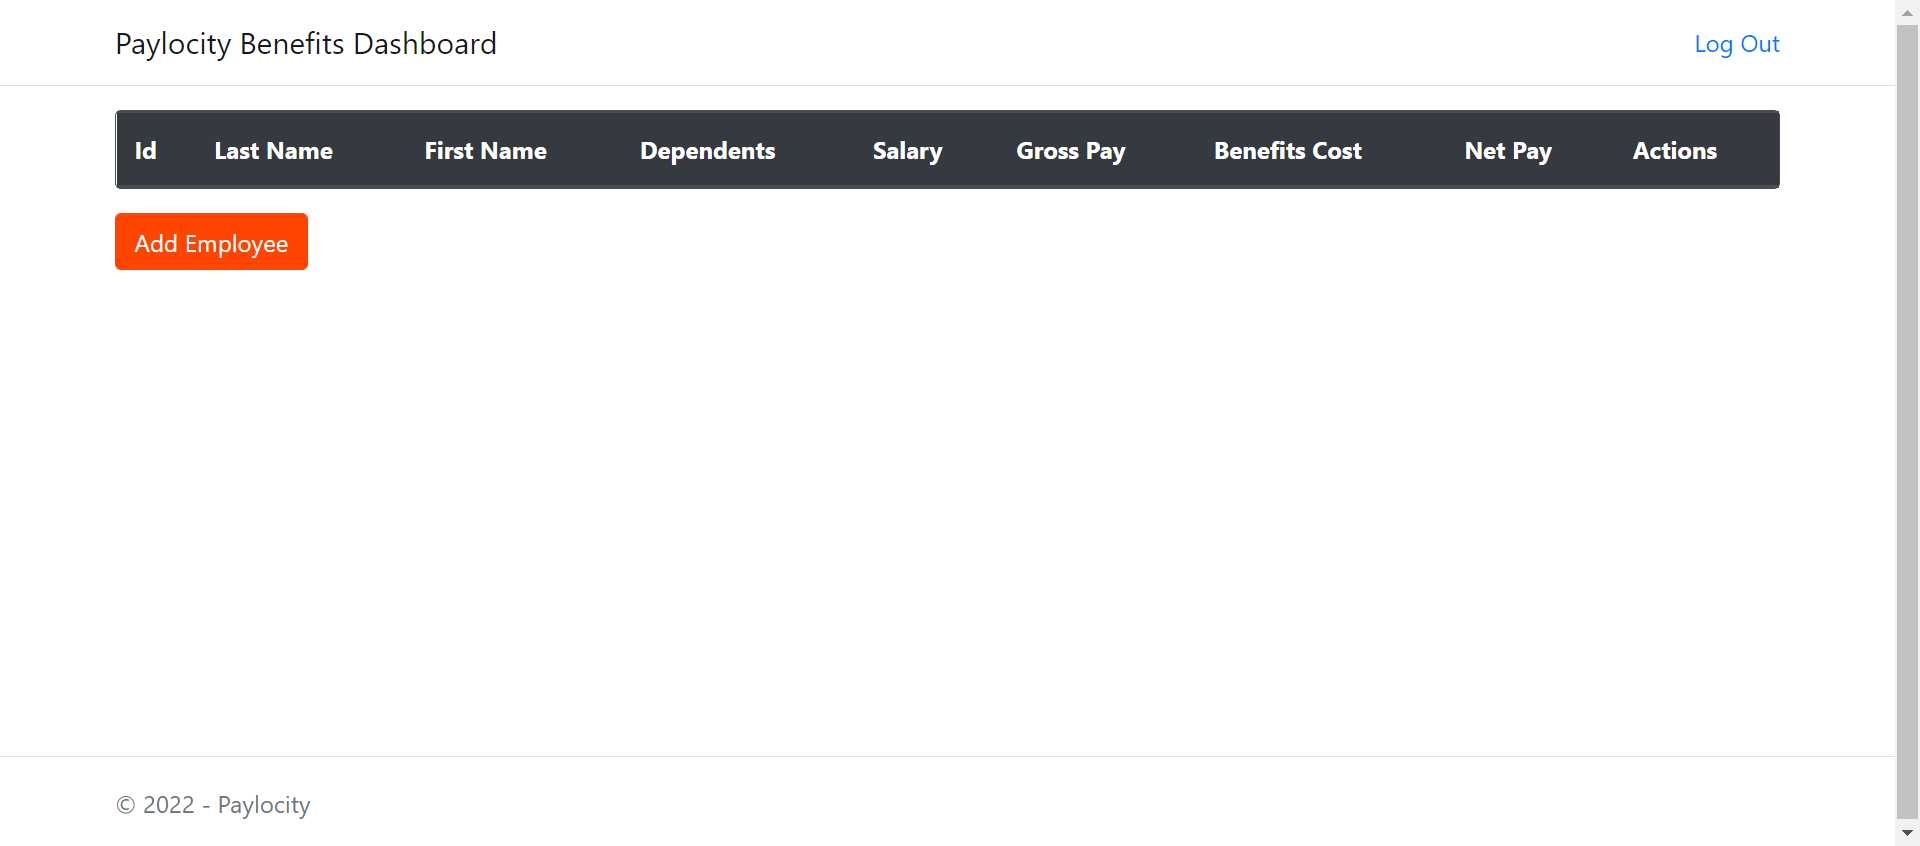 Paylocity Benefits Dashboard Log Out
Id Last Name First Name Dependents Salary Gross Pay Benefits Cost Net Pay Actions
Add Employee
© 2022 - Paylocity